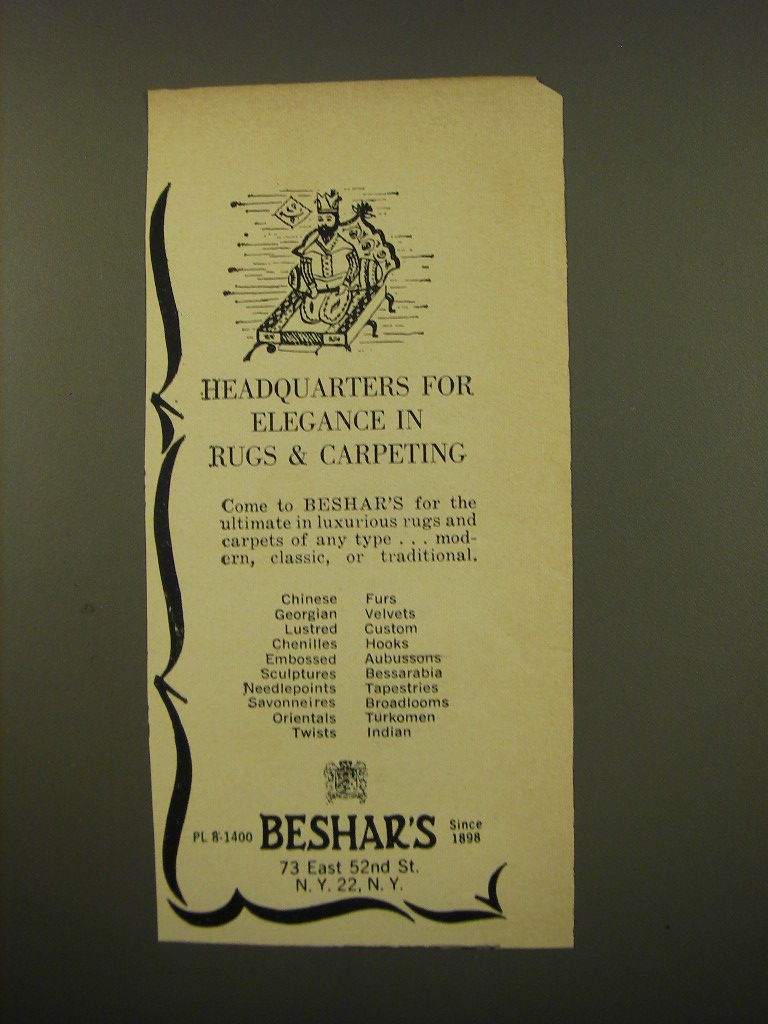 HEADQUARTERS FOR
ELEGANCE IN
RUGS & CARPETING
Come to BESHAR'S for the
ultimate in luxurious rugs and
carpets of any type . . . mod-
ern, classic, or traditional.
Chinese Furs
Georgian Velvets
Lustred Custom
Chenilles Hooks
Embossed Aubussons
Sculptures Bessarabia
Needlepoints Tapestries
Savonneires Broadlooms
Orientals Turkomen
Twists Indian
PL 8-1400 BESHAR'S Since 1898
73 East 52nd St.
N. Y. 22, N. Y.